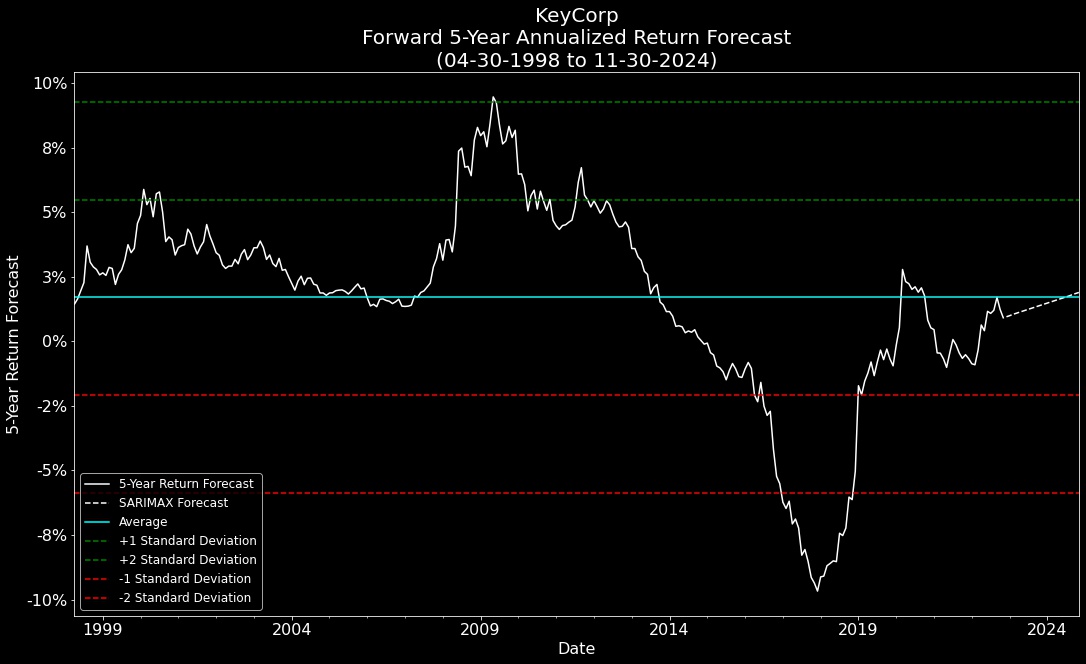 KeyCorp
Forward 5-Year Annualized Return Forecast
(04-30-1998 to 11-30-2024)
10%
8%
5%
3%
0%
-2%
-5%
-8%
-10%
5-Year Return Forecast
5-Year Return Forecast
SARIMAX Forecast
Average
+1 Standard Deviation
+2 Standard Deviation
-1 Standard Deviation
-2 Standard Deviation
1999 2004 2009 2014 2019 2024
Date